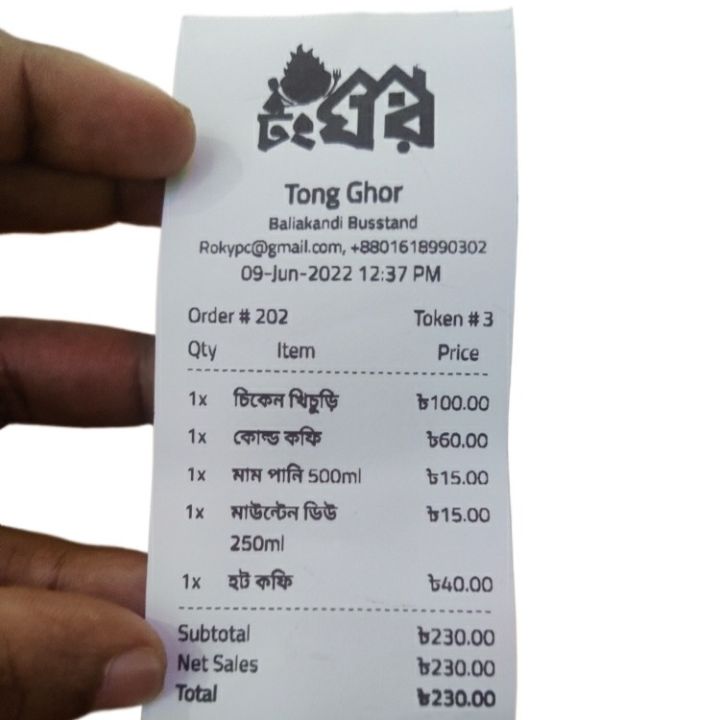 টংঘর
Tong Ghor
Baliakandi Busstand
Rokypc@gmail.com, +8801618990302
09-Jun-2022 12:37 PM
Order # 202 Token # 3
Qty Item Price
1x চিকেন খিচুড়ি ৳100.00
1x কোল্ড কফি ৳60.00
1x মাম পানি 500ml ৳15.00
1x মাউন্টেন ডিউ ৳15.00
250ml
1x হট কফি ৳40.00
Subtotal ৳230.00
Net Sales ৳230.00
Total ৳230.00